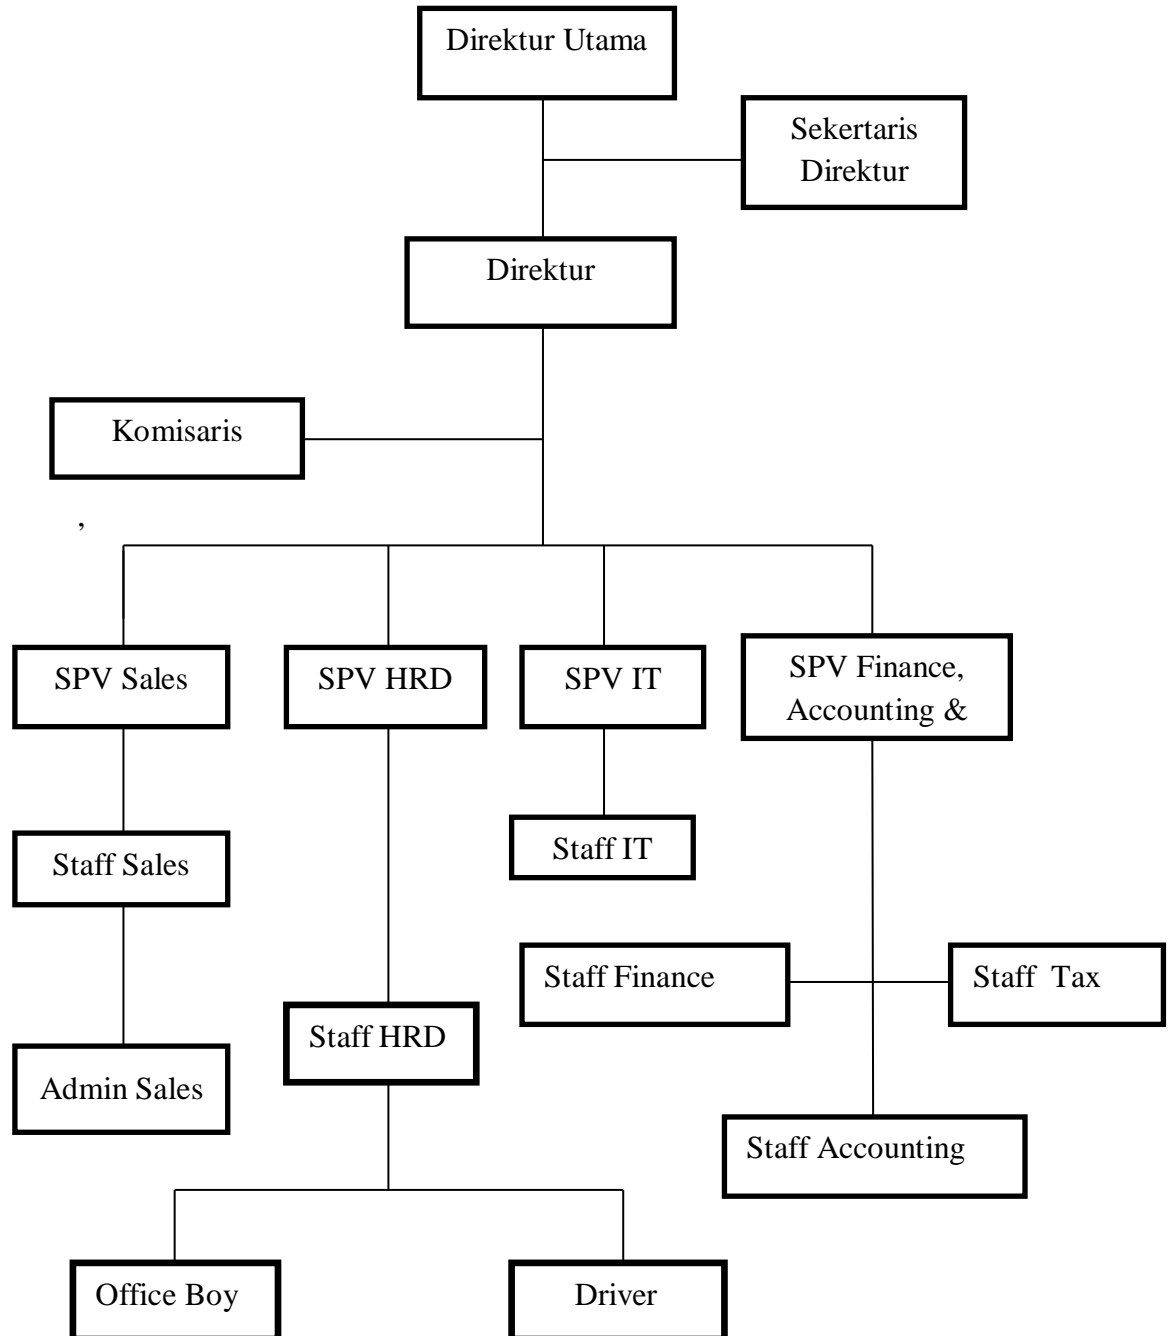 Direktur Utama
Sekertaris
Direktur
Direktur
Komisaris
,
SPV Sales
SPV HRD
SPV IT
SPV Finance,
Accounting &
Staff Sales
Staff IT
Staff Finance
Staff Tax
Staff HRD
Admin Sales
Staff Accounting
Office Boy
Driver